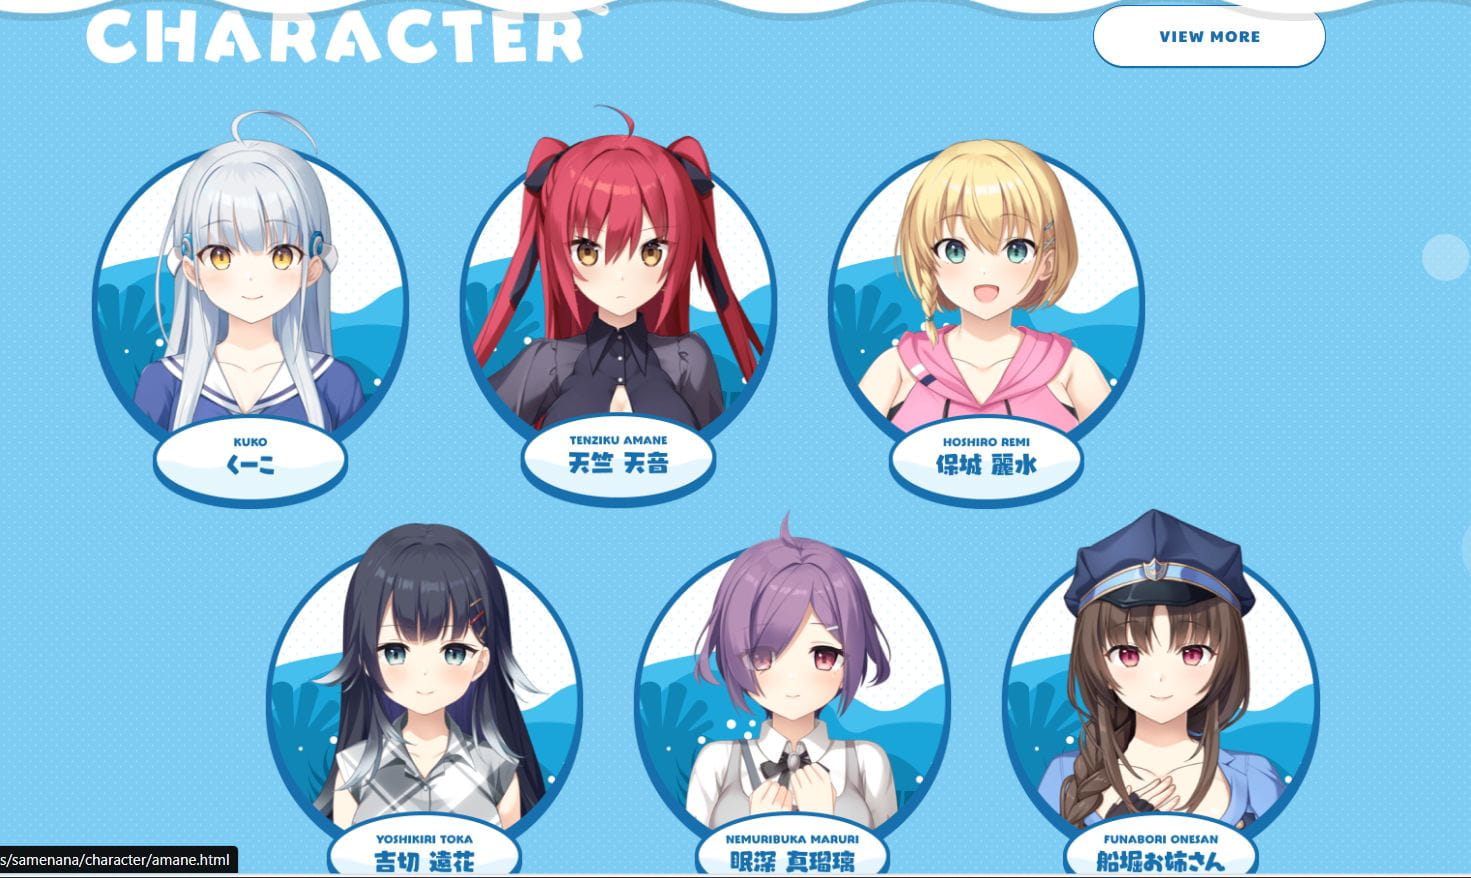 CHARACTER
VIEW MORE
KUKO
くーこ
TENZIKU AMANE
天竺 天音
HOSHIRO REMI
保城 麗水
YOSHIKIRI TOKA
吉切 遠花
NEMURIBUKA MARURI
眠深 真瑠璃
FUNABORI ONESAN
船堀お姉さん
s/samenana/character/amane.html